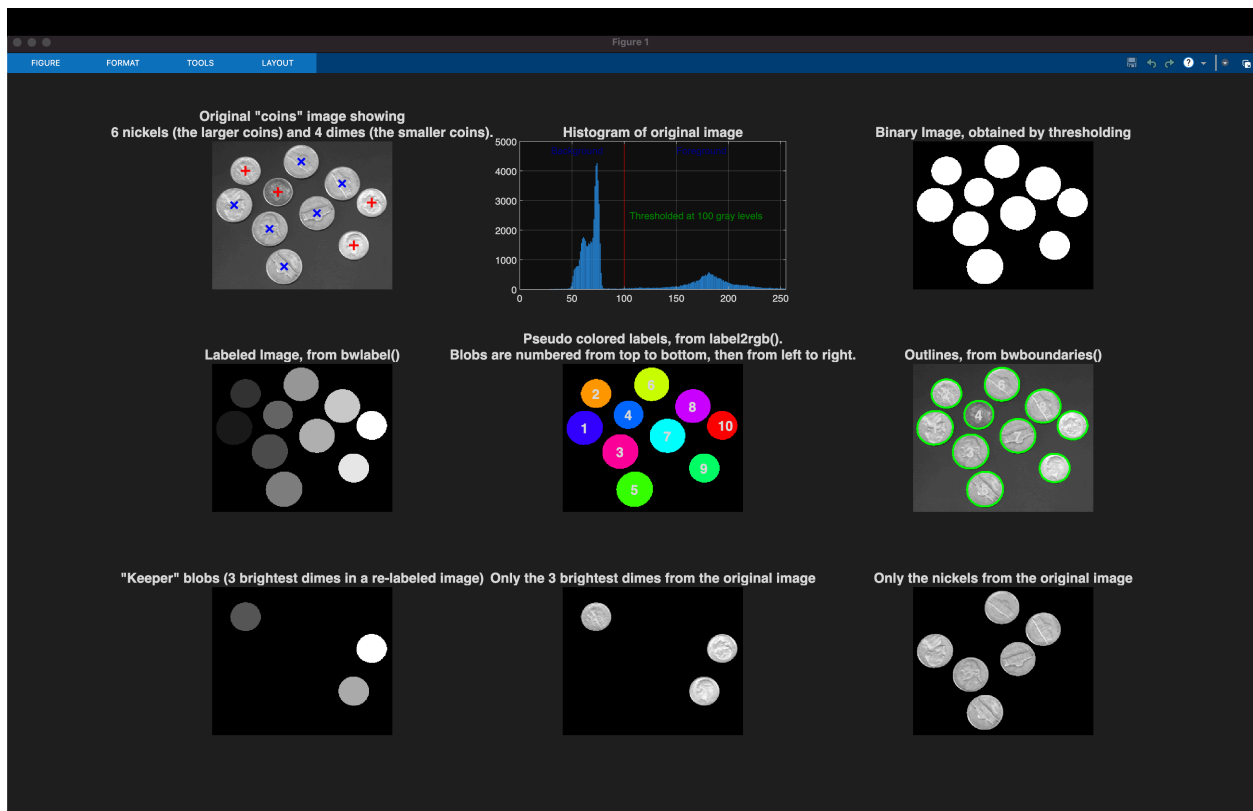 Figure 1
FIGURE FORMAT TOOLS LAYOUT
Original "coins" image showing
6 nickels (the larger coins) and 4 dimes (the smaller coins).
Histogram of original image
5000
4000
3000
2000
1000
0
Thresholded at 100 gray levels
0 50 100 150 200 250
Binary Image, obtained by thresholding
Labeled Image, from bwlabel()
Pseudo colored labels, from label2rgb().
Blobs are numbered from top to bottom, then from left to right.
1
2
3
4
5
6
7
8
9
10
Outlines, from bwboundaries()
6
4
3
7
"Keeper" blobs (3 brightest dimes in a re-labeled image)
Only the 3 brightest dimes from the original image
Only the nickels from the original image